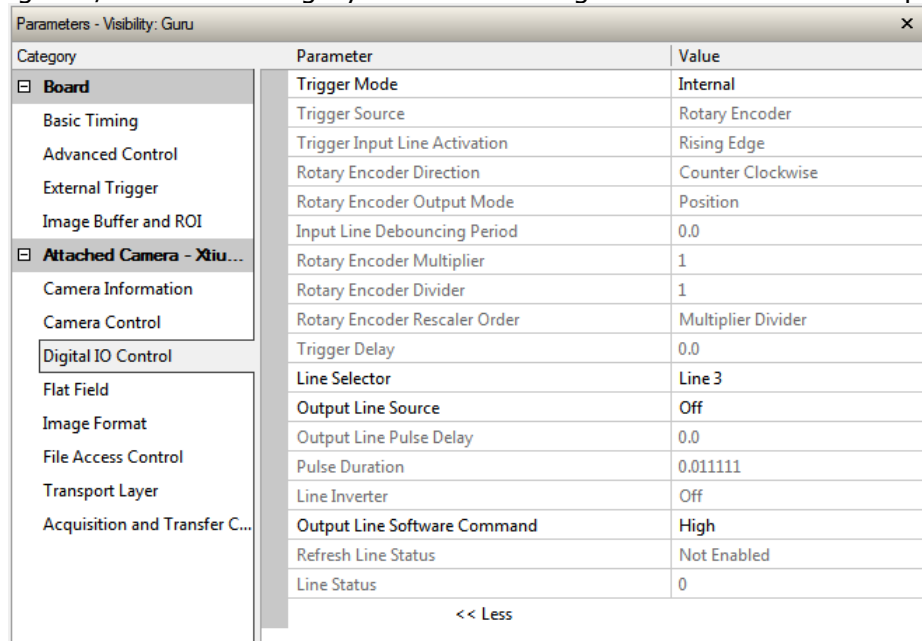 Parameters - Visibility: Guru ×
Category Parameter Value
Board
Basic Timing
Advanced Control
External Trigger
Image Buffer and ROI
Attached Camera - Xtiu...
Camera Information
Camera Control
Digital IO Control
Flat Field
Image Format
File Access Control
Transport Layer
Acquisition and Transfer C...
Trigger Mode Internal
Trigger Source Rotary Encoder
Trigger Input Line Activation Rising Edge
Rotary Encoder Direction Counter Clockwise
Rotary Encoder Output Mode Position
Input Line Debouncing Period 0.0
Rotary Encoder Multiplier 1
Rotary Encoder Divider 1
Rotary Encoder Rescaler Order Multiplier Divider
Trigger Delay 0.0
Line Selector Line 3
Output Line Source Off
Output Line Pulse Delay 0.0
Pulse Duration 0.011111
Line Inverter Off
Output Line Software Command High
Refresh Line Status Not Enabled
Line Status 0
<< Less